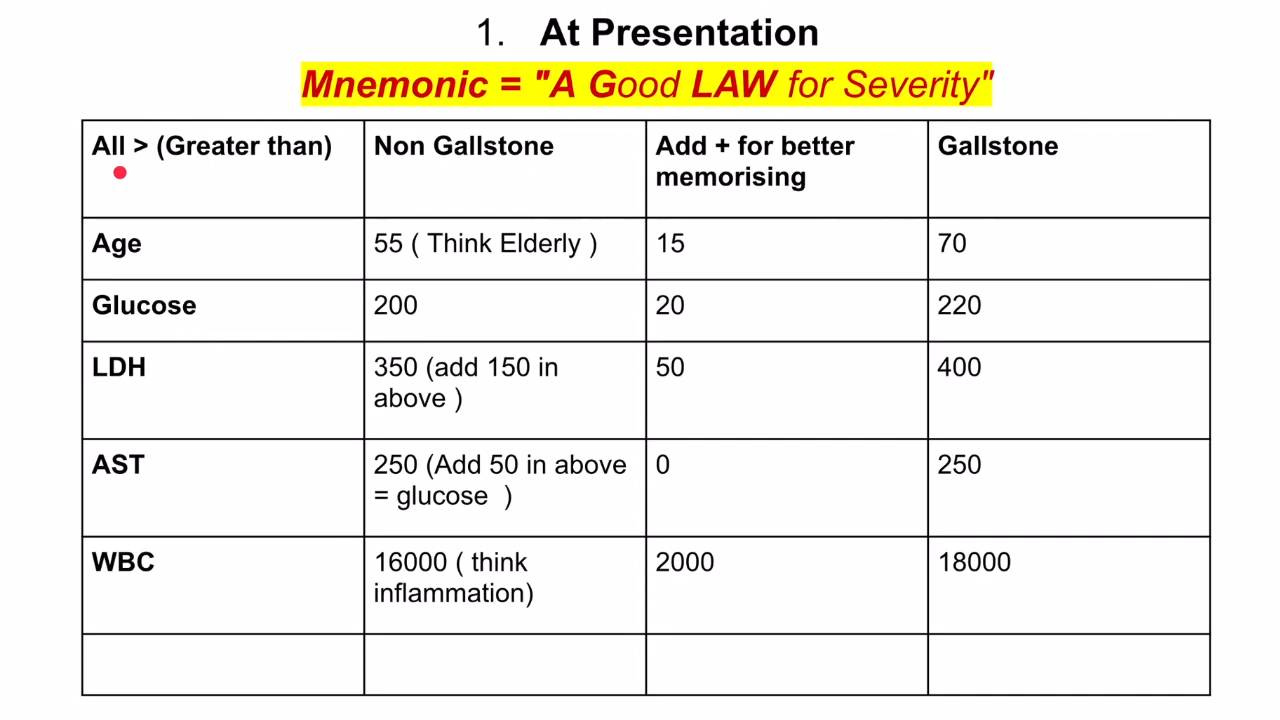 1. At Presentation
Mnemonic = "A Good LAW for Severity"
All > (Greater than)
Non Gallstone
Add + for better
memorising
Gallstone
Age
55 ( Think Elderly )
15
70
Glucose
200
20
220
LDH
350 (add 150 in
above )
50
400
AST
250 (Add 50 in above
= glucose )
0
250
WBC
16000 ( think
inflammation)
2000
18000